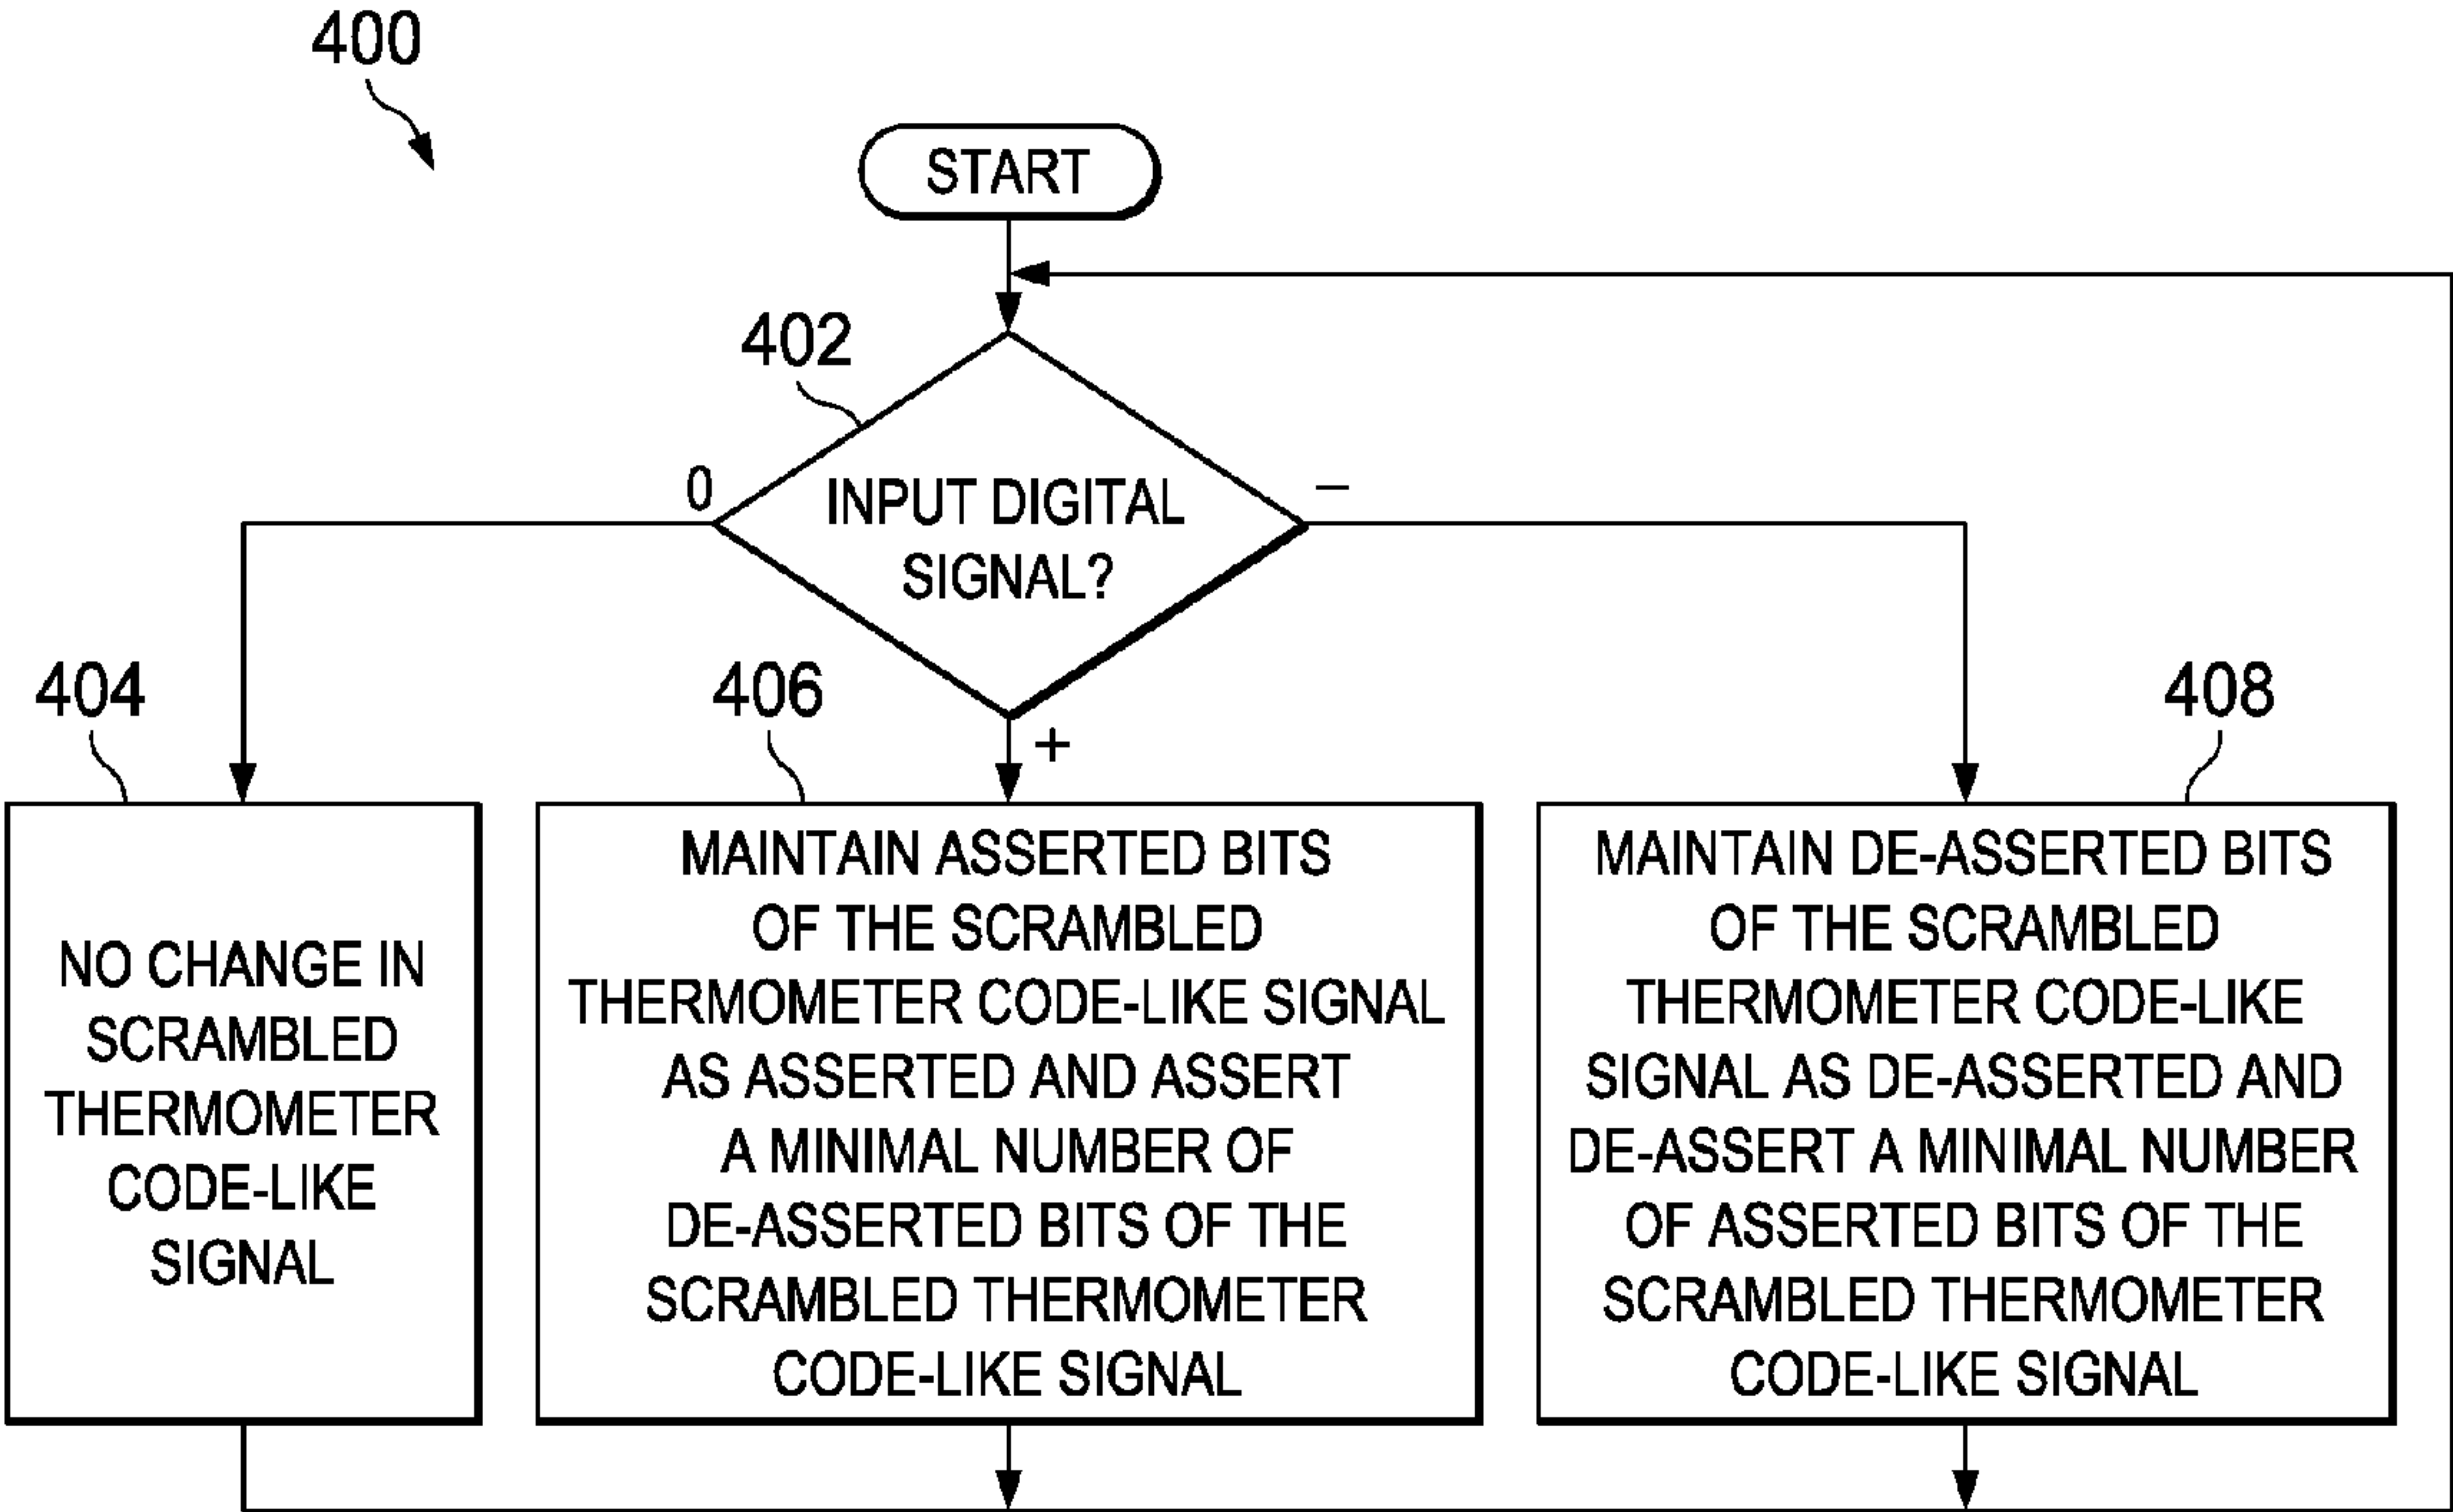 400
START
402
0
INPUT DIGITAL
SIGNAL?
–
+
404
NO CHANGE IN
SCRAMBLED
THERMOMETER
CODE-LIKE
SIGNAL
406
MAINTAIN ASSERTED BITS
OF THE SCRAMBLED
THERMOMETER CODE-LIKE SIGNAL
AS ASSERTED AND ASSERT
A MINIMAL NUMBER OF
DE-ASSERTED BITS OF THE
SCRAMBLED THERMOMETER
CODE-LIKE SIGNAL
408
MAINTAIN DE-ASSERTED BITS
OF THE SCRAMBLED
THERMOMETER CODE-LIKE
SIGNAL AS DE-ASSERTED AND
DE-ASSERT A MINIMAL NUMBER
OF ASSERTED BITS OF THE
SCRAMBLED THERMOMETER
CODE-LIKE SIGNAL